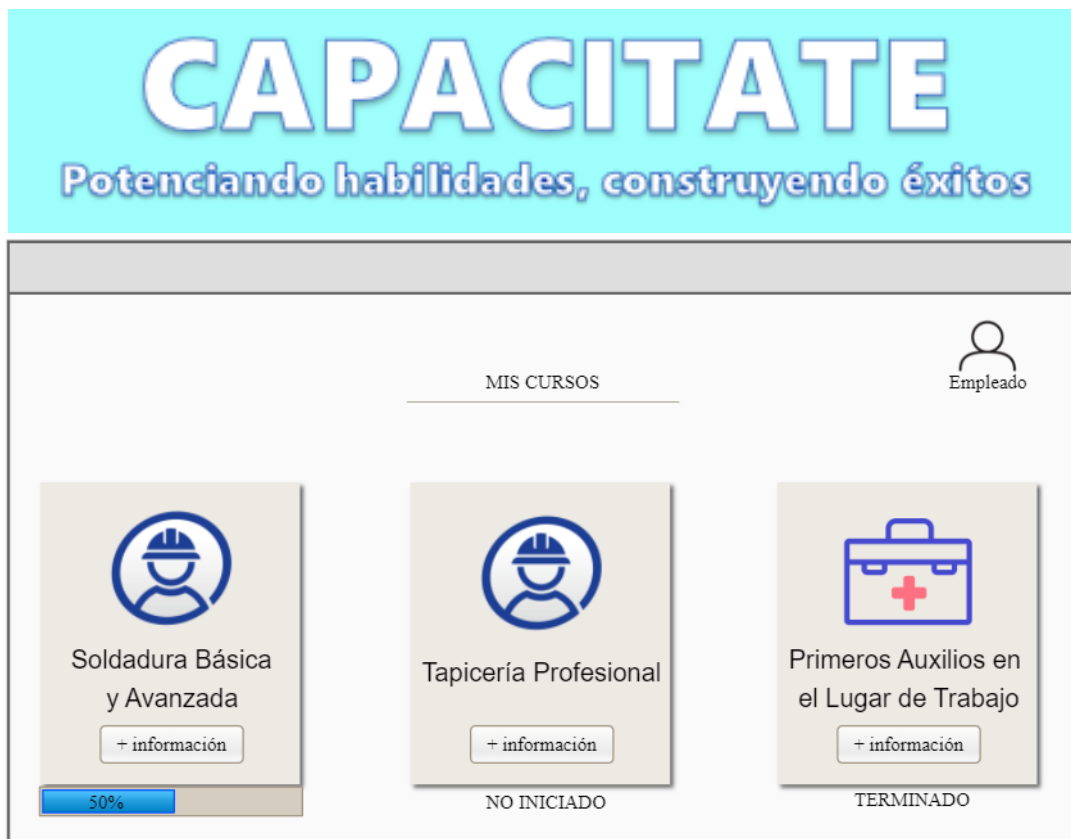 CAPACITATE
Potenciando habilidades, construyendo éxitos
Empleado
MIS CURSOS
Soldadura Básica
y Avanzada
+ información
50%
Tapicería Profesional
+ información
NO INICIADO
Primeros Auxilios en
el Lugar de Trabajo
+ información
TERMINADO